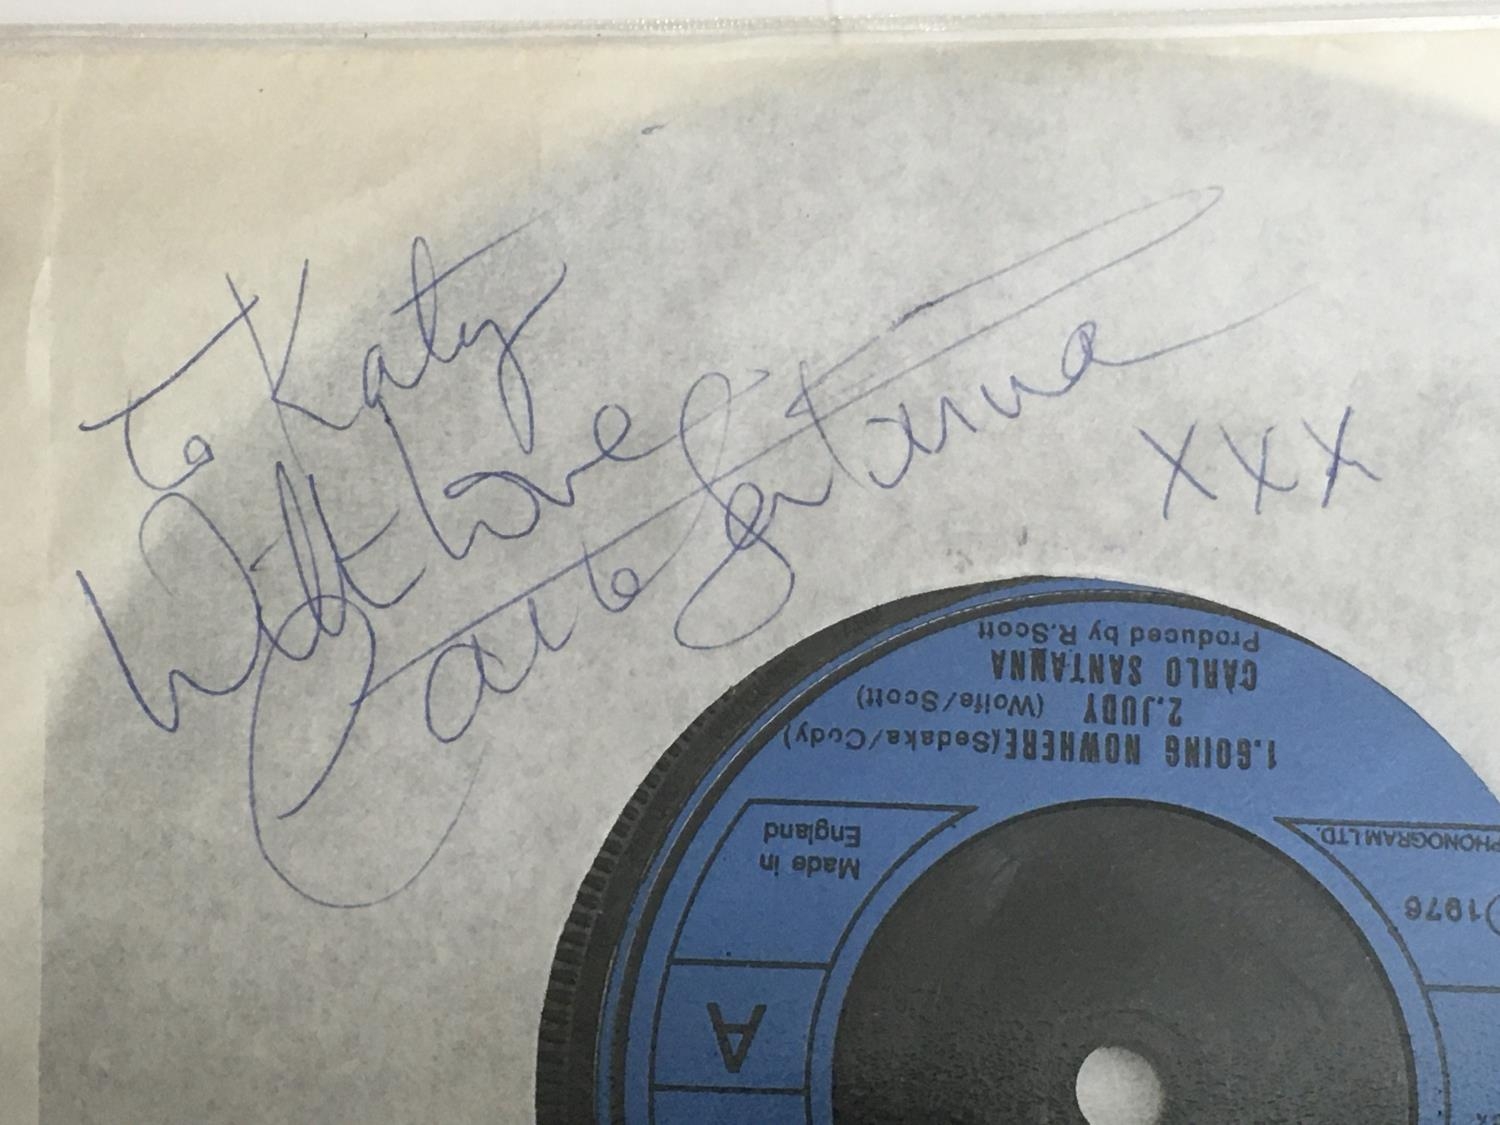 To Katy
With Love
Carlo Santanna
XXX
1. GOING NOWHERE (Sedaka/Cody)
2. JUDY (Wolfe/Scott)
CARLO SANTANNA
Produced by R.Scott
Made in
England
PHONOGRAM LTD.
℗1976
A